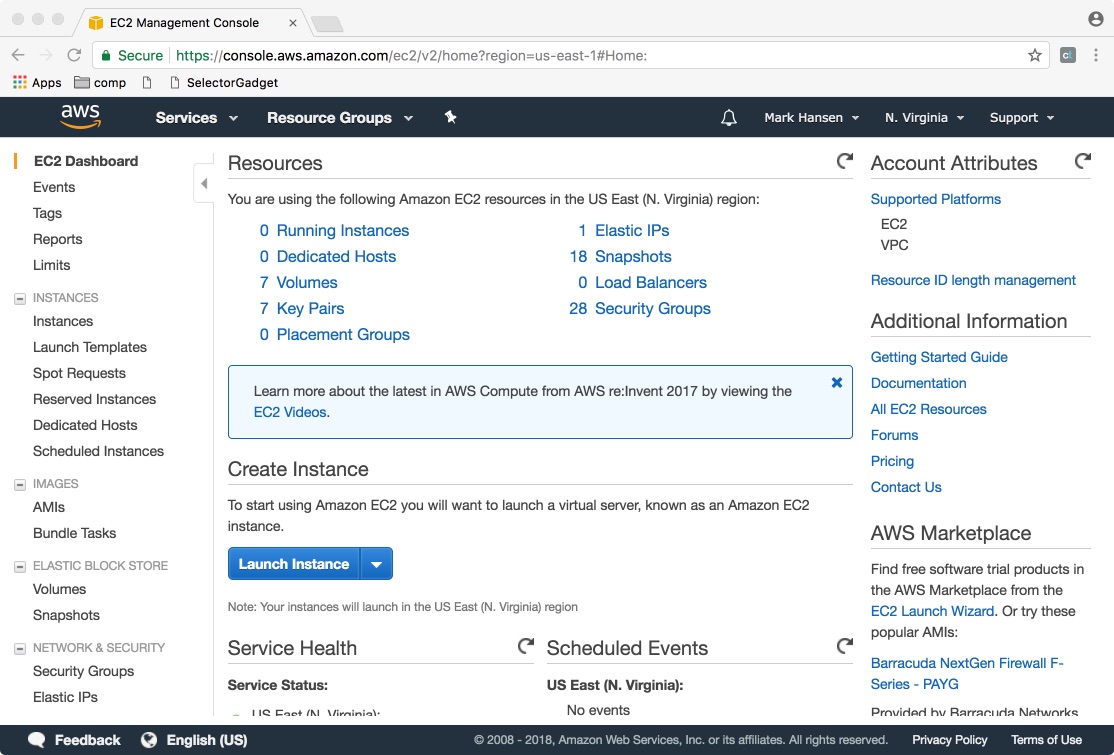 EC2 Management Console
Secure https://console.aws.amazon.com/ec2/v2/home?region=us-east-1#Home:
Apps comp SelectorGadget
aws Services Resource Groups Mark Hansen N. Virginia Support
EC2 Dashboard
Events
Tags
Reports
Limits
INSTANCES
Instances
Launch Templates
Spot Requests
Reserved Instances
Dedicated Hosts
Scheduled Instances
IMAGES
AMIs
Bundle Tasks
ELASTIC BLOCK STORE
Volumes
Snapshots
NETWORK & SECURITY
Security Groups
Elastic IPs
Resources
You are using the following Amazon EC2 resources in the US East (N. Virginia) region:
0 Running Instances
0 Dedicated Hosts
7 Volumes
7 Key Pairs
0 Placement Groups
1 Elastic IPs
18 Snapshots
0 Load Balancers
28 Security Groups
Learn more about the latest in AWS Compute from AWS re:Invent 2017 by viewing the
EC2 Videos.
Create Instance
To start using Amazon EC2 you will want to launch a virtual server, known as an Amazon EC2
instance.
Launch Instance
Note: Your instances will launch in the US East (N. Virginia) region
Service Health
Service Status:
US East (N. Virginia):
Scheduled Events
US East (N. Virginia):
No events
Account Attributes
Supported Platforms
EC2
VPC
Resource ID length management
Additional Information
Getting Started Guide
Documentation
All EC2 Resources
Forums
Pricing
Contact Us
AWS Marketplace
Find free software trial products in
the AWS Marketplace from the
EC2 Launch Wizard. Or try these
popular AMIs:
Barracuda NextGen Firewall F-
Series - PAYG
Provided by Barracuda Networks
Feedback English (US) © 2008 - 2018, Amazon Web Services, Inc. or its affiliates. All rights reserved. Privacy Policy Terms of Use